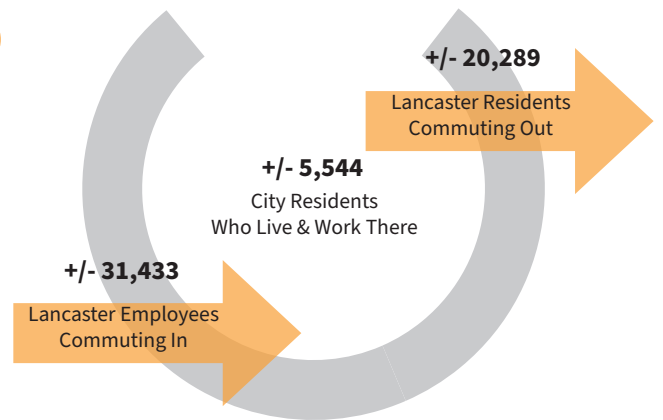 +/- 20,289
Lancaster Residents
Commuting Out
+/- 5,544
City Residents
Who Live & Work There
+/- 31,433
Lancaster Employees
Commuting In